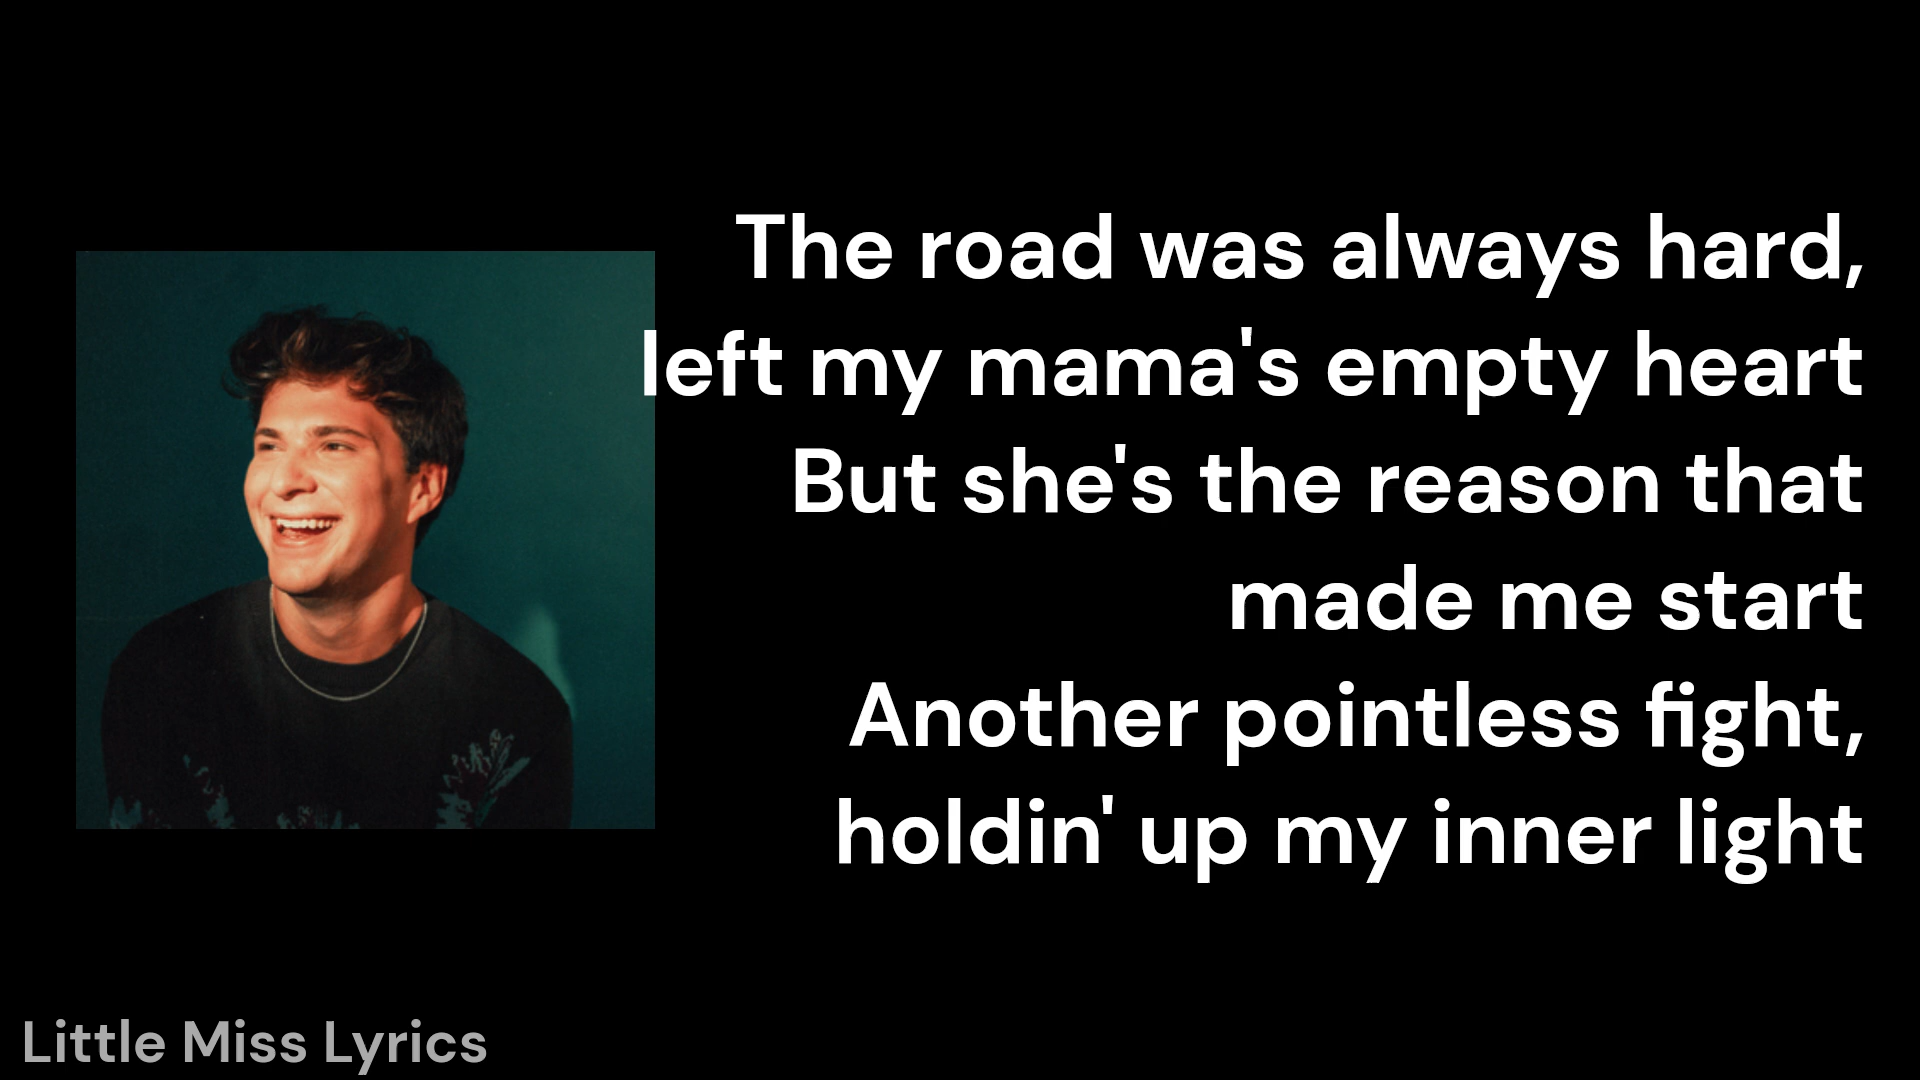 The road was always hard,
left my mama's empty heart
But she's the reason that
made me start
Another pointless fight,
holdin' up my inner light
Little Miss Lyrics